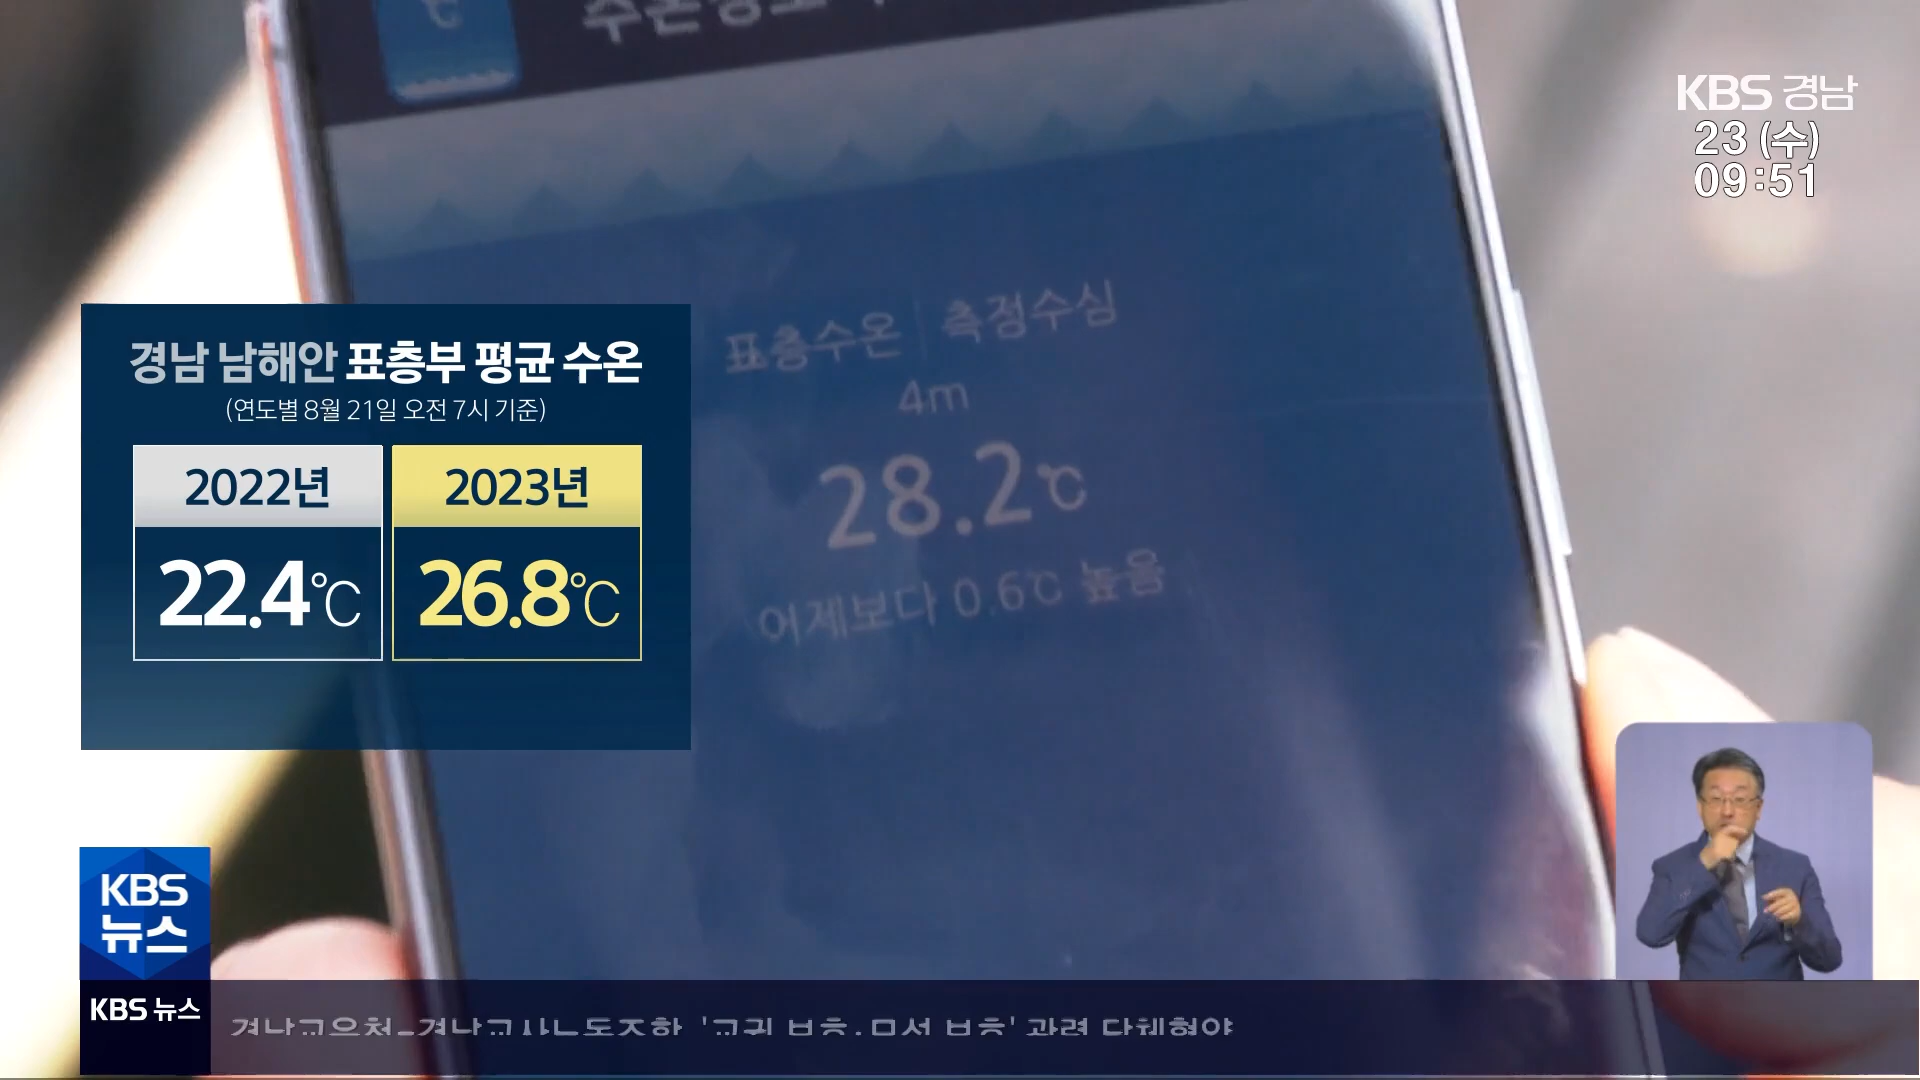 KBS 경남
23 (수)
09:51
표층수온 | 측정수심
4m
28.2℃
어제보다 0.6℃ 높음
경남 남해안 표층부 평균 수온
(연도별 8월 21일 오전 7시 기준)
2022년 2023년
22.4℃ 26.8℃
KBS
뉴스
KBS 뉴스